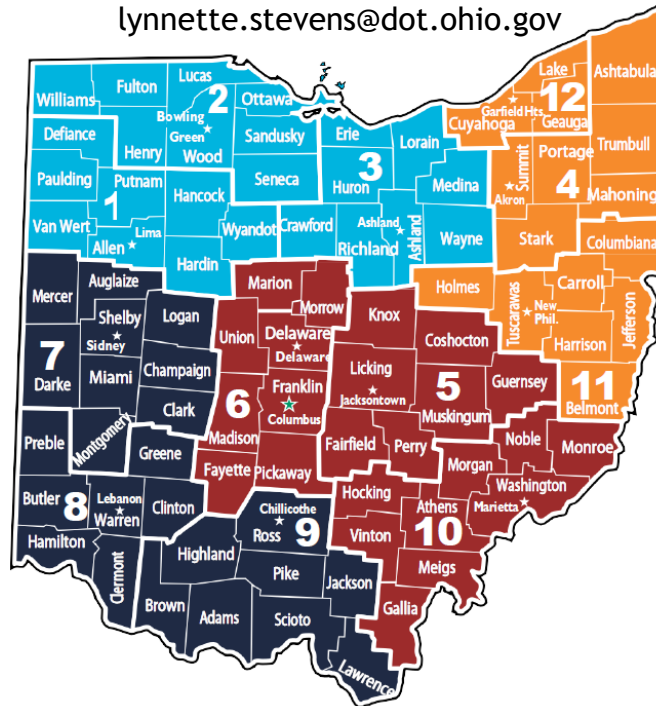 lynnette.stevens@dot.ohio.gov
Lake
Ashtabula
12
Garfield Hts.
Geauga
Cuyahoga
Williams
Fulton
Lucas
2
Ottawa
Bowling
Green
Wood
Henry
Sandusky
Seneca
Erie
Lorain
3
Huron
Medina
Summit
Portage
Trumbull
4
Akron
Mahoning
Stark
Columbiana
Defiance
Paulding
Putnam
1
Van Wert
Allen
Lima
Hancock
Wyandot
Hardin
Crawford
Richland
Ashland
Ashland
Wayne
Holmes
Tuscarawas
New
Phil.
Carroll
Harrison
Jefferson
11
Belmont
Mercer
Auglaize
Shelby
Sidney
Logan
7
Darke
Miami
Champaign
Clark
Montgomery
Marion
Morrow
Union
Delaware
Delaware
Franklin
Columbus
6
Madison
Fayette
Pickaway
Knox
Coshocton
Licking
Jacksontown
5
Muskingum
Guernsey
Fairfield
Perry
Preble
Greene
Butler
8
Lebanon
Warren
Clinton
Hamilton
Clermont
Chillicothe
Ross
9
Highland
Pike
Jackson
Brown
Adams
Scioto
Lawrence
Noble
Monroe
Morgan
Washington
Marietta
Hocking
Athens
10
Vinton
Meigs
Gallia